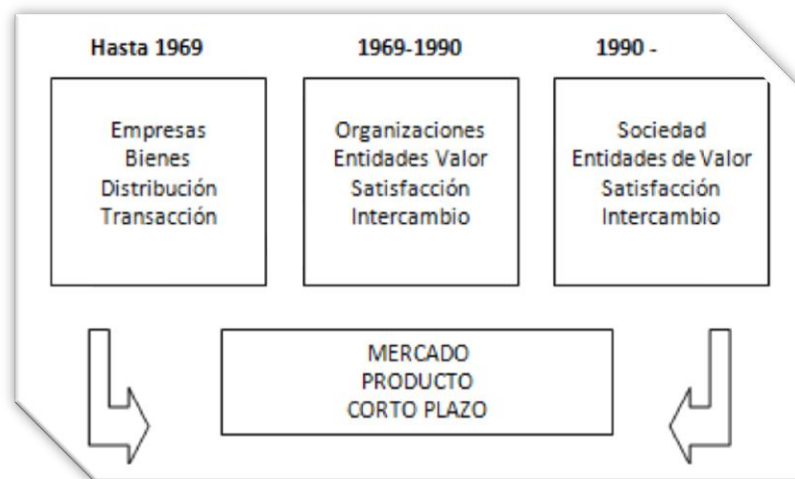 Hasta 1969
1969-1990
1990 -
Empresas
Bienes
Distribución
Transacción
Organizaciones
Entidades Valor
Satisfacción
Intercambio
Sociedad
Entidades de Valor
Satisfacción
Intercambio
MERCADO
PRODUCTO
CORTO PLAZO